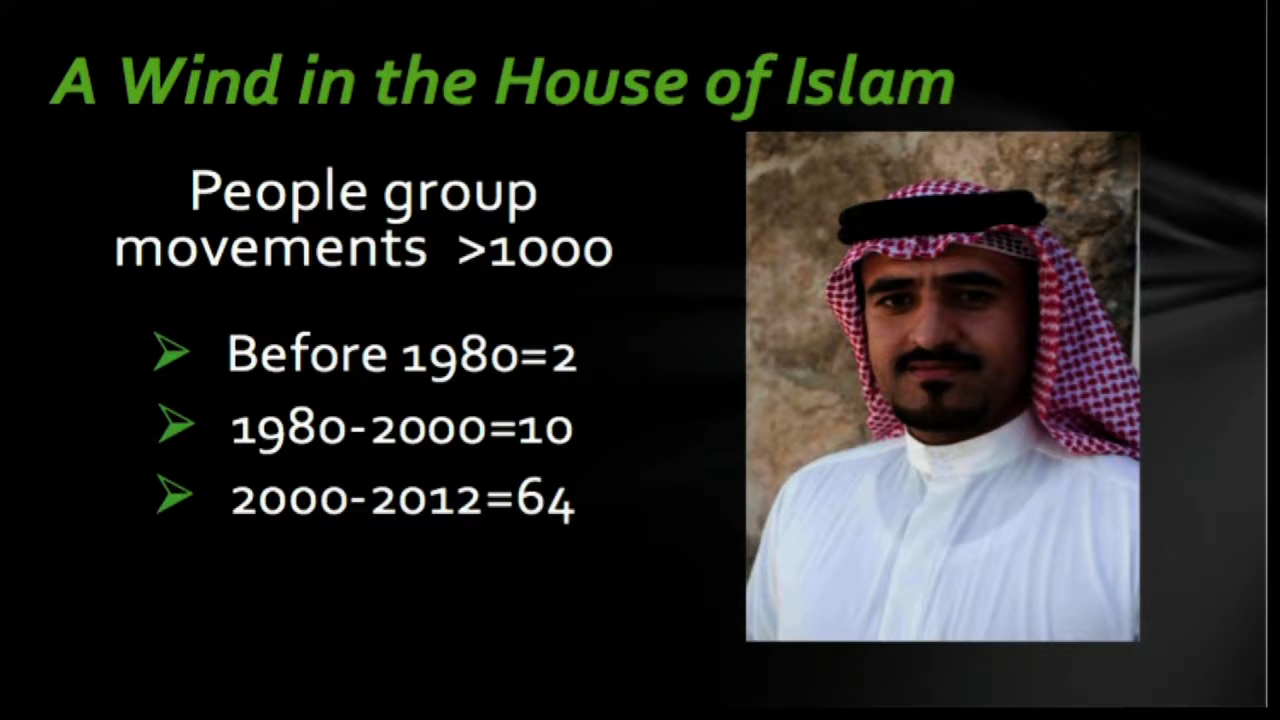 A Wind in the House of Islam
People group
movements >1000
Before 1980=2
1980-2000=10
2000-2012=64